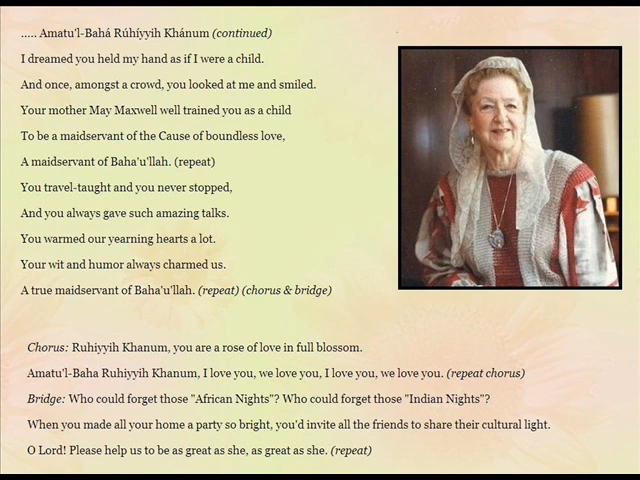 ..... Amatu'l-Bahá Rúhíyyih Khánum (continued)
I dreamed you held my hand as if I were a child.
And once, amongst a crowd, you looked at me and smiled.
Your mother May Maxwell well trained you as a child
To be a maidservant of the Cause of boundless love,
A maidservant of Baha'u'llah. (repeat)
You travel-taught and you never stopped,
And you always gave such amazing talks.
You warmed our yearning hearts a lot.
Your wit and humor always charmed us.
A true maidservant of Baha'u'llah. (repeat) (chorus & bridge)
Chorus: Ruhiyyih Khanum, you are a rose of love in full blossom.
Amatu'l-Baha Ruhiyyih Khanum, I love you, we love you, I love you, we love you. (repeat chorus)
Bridge: Who could forget those "African Nights"? Who could forget those "Indian Nights"?
When you made all your home a party so bright, you'd invite all the friends to share their cultural light.
O Lord! Please help us to be as great as she, as great as she. (repeat)